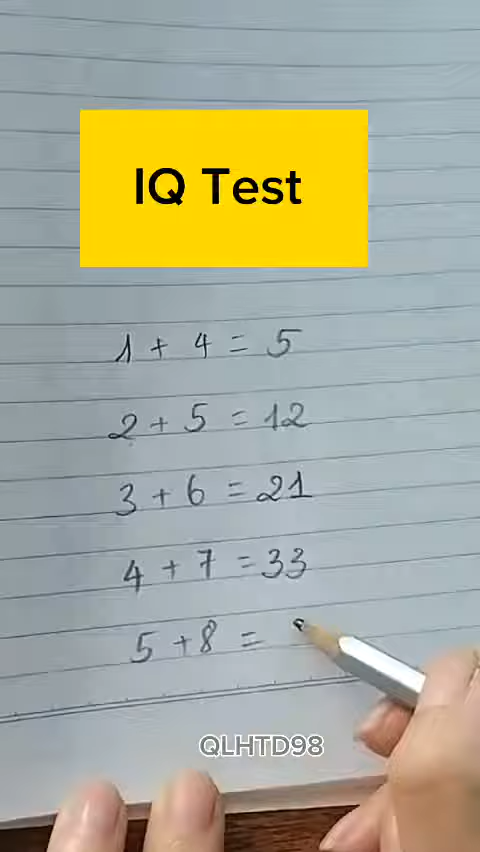 IQ Test
1 + 4 = 5
2 + 5 = 12
3 + 6 = 21
4 + 7 = 33
5 + 8 =
QLHTD98